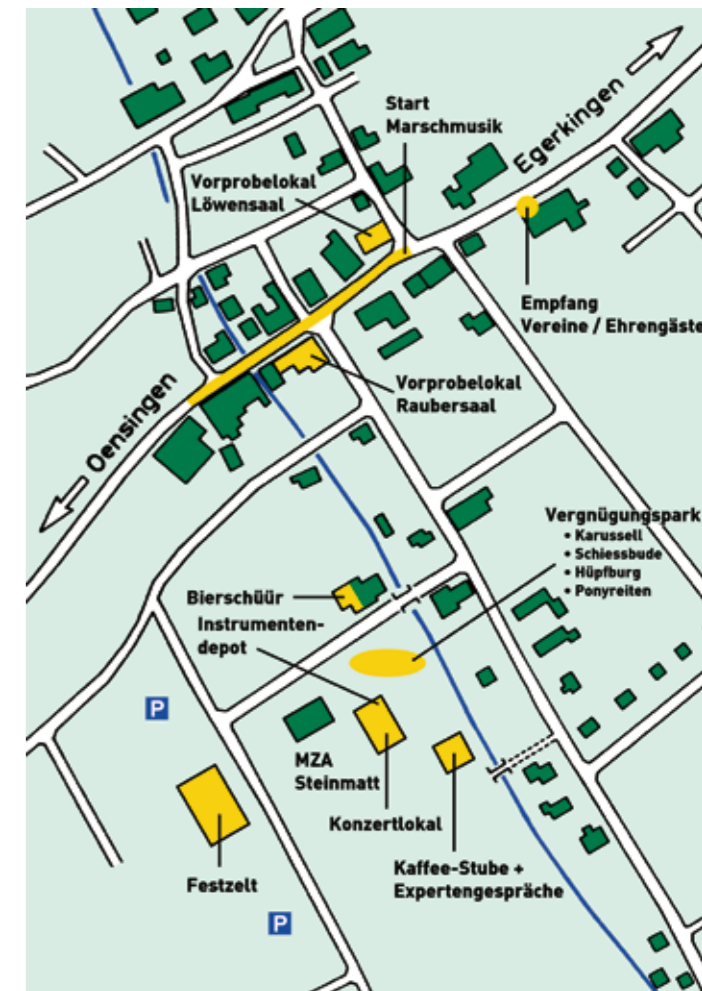 Start
Marschmusik
Egerkingen
Vorprobelokal
Löwensaal
Empfang
Vereine / Ehrengäste
Vorprobelokal
Raubersaal
Oensingen
Vergnügungspark
• Karussell
• Schiessbude
• Hüpfburg
• Ponyreiten
Bierschüür
Instrumenten-
depot
P
MZA
Steinmatt
Konzertlokal
Kaffee-Stube +
Expertengespräche
Festzelt
P